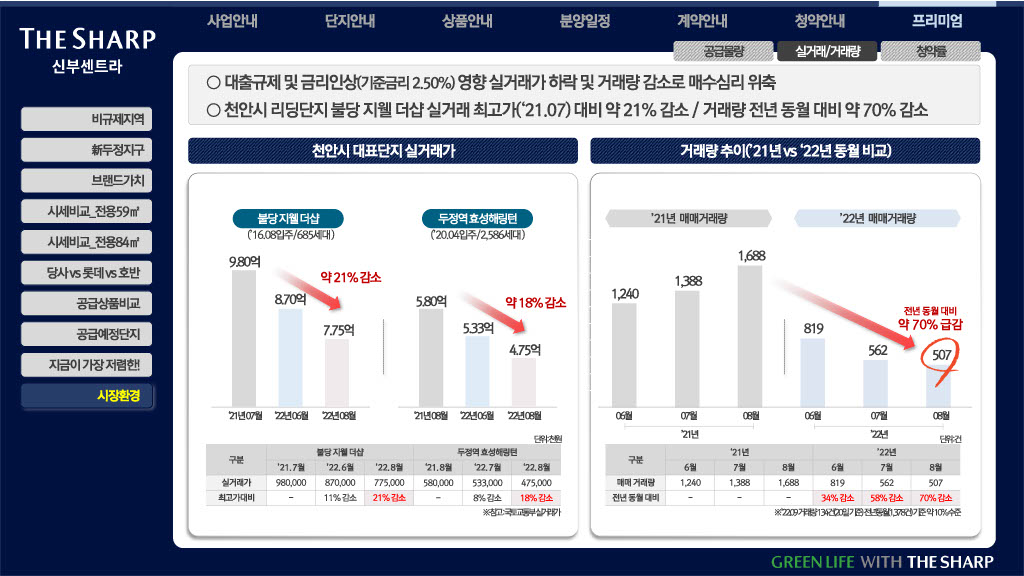 사업안내 단지안내 상품안내 분양일정 계약안내 청약안내 프리미엄
THE SHARP
신부센트라
공급물량 실거래/거래량 청약률
○ 대출규제 및 금리인상(기준금리 2.50%) 영향 실거래가 하락 및 거래량 감소로 매수심리 위축
○ 천안시 리딩단지 불당 지웰 더샵 실거래 최고가(‘21.07) 대비 약 21% 감소 / 거래량 전년 동월 대비 약 70% 감소
비규제지역
新두정지구
브랜드가치
시세비교_전용59㎡
시세비교_전용84㎡
당사 vs 롯데 vs 호반
공급상품비교
공급예정단지
지금이 가장 저렴한!
시장환경
천안시 대표단지 실거래가
불당 지웰 더샵
(’16.08입주/685세대)
두정역 효성해링턴
(’20.04입주/2,586세대)
9.80억
8.70억
7.75억
약 21% 감소
5.80억
5.33억
4.75억
약 18% 감소
’21년 07월 ’22년 06월 ’22년 08월
’21년 08월 ’22년 06월 ’22년 08월
단위:천원
구분 불당 지웰 더샵 두정역 효성해링턴
’21.7월 ’22.6월 ’22.8월 ’21.8월 ’22.7월 ’22.8월
실거래가 980,000 870,000 775,000 580,000 533,000 475,000
최고가대비 – 11% 감소 21% 감소 – 8% 감소 18% 감소
※참고:국토교통부 실거래가
거래량 추이(’21년 vs ‘22년 동월 비교)
’21년 매매거래량 ’22년 매매거래량
1,240
1,388
1,688
819
562
507
전년 동월 대비
약 70% 급감
06월 07월 08월 06월 07월 08월
’21년 ’22년
단위:건
구분 ’21년 ’22년
6월 7월 8월 6월 7월 8월
매매 거래량 1,240 1,388 1,688 819 562 507
전년 동월 대비 – – – 34% 감소 58% 감소 70% 감소
※’22.09 거래량 134건(20일 기준) 전년 동월(1,378건) 기준 약 10% 수준
GREEN LIFE WITH THE SHARP